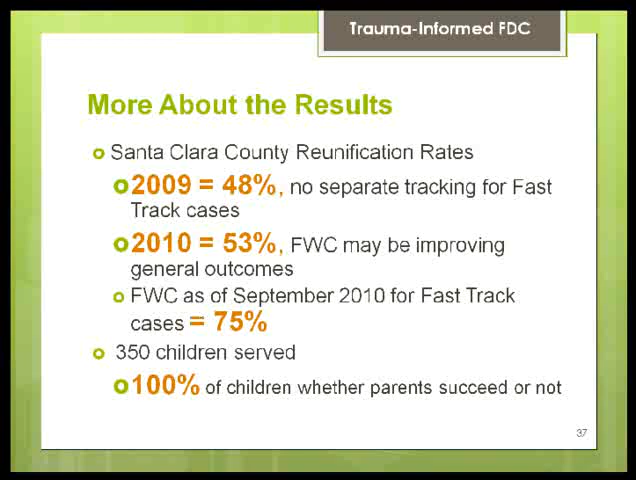 Trauma-Informed FDC
More About the Results
Santa Clara County Reunification Rates
2009 = 48%, no separate tracking for Fast
Track cases
2010 = 53%, FWC may be improving
general outcomes
FWC as of September 2010 for Fast Track
cases = 75%
350 children served
100% of children whether parents succeed or not
37